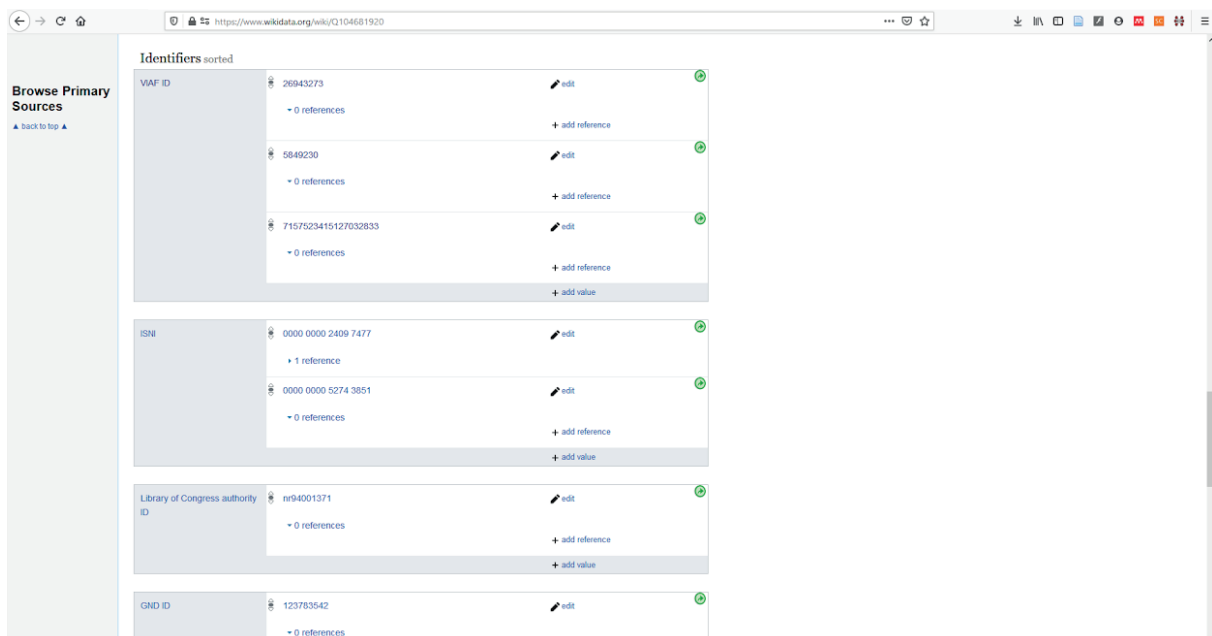 https://www.wikidata.org/wiki/Q104681920
Browse Primary
Sources
▲ back to top ▲
Identifiers sorted
VIAF ID
26943273
edit
0 references
+ add reference
5849230
edit
0 references
+ add reference
7157523415127032833
edit
0 references
+ add reference
+ add value
ISNI
0000 0000 2409 7477
edit
1 reference
0000 0000 5274 3851
edit
0 references
+ add reference
+ add value
Library of Congress authority
ID
nr94001371
edit
0 references
+ add reference
+ add value
GND ID
123783542
edit
0 references